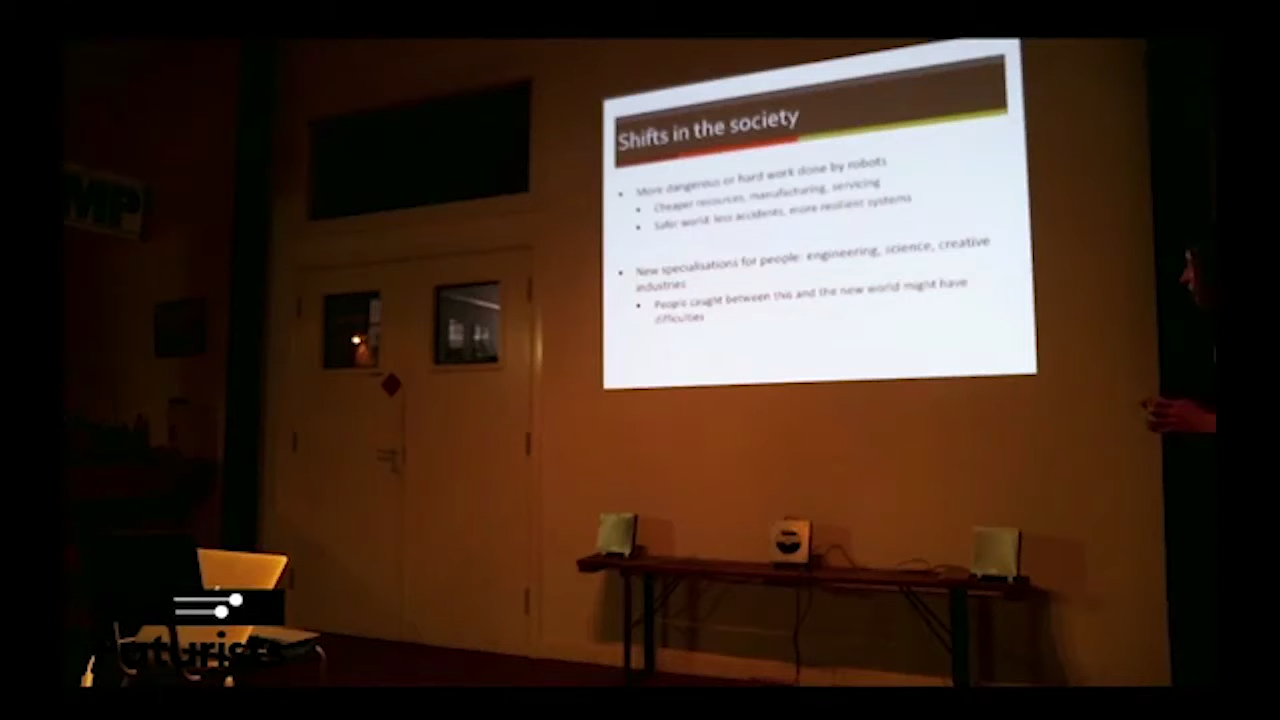 MP
Shifts in the society
More dangerous or hard work done by robots
Cheaper resources, manufacturing, servicing
Safer world: less accidents, more resilient systems
New specialisations for people: engineering, science, creative
industries
People caught between this and the new world might have
difficulties
futurists